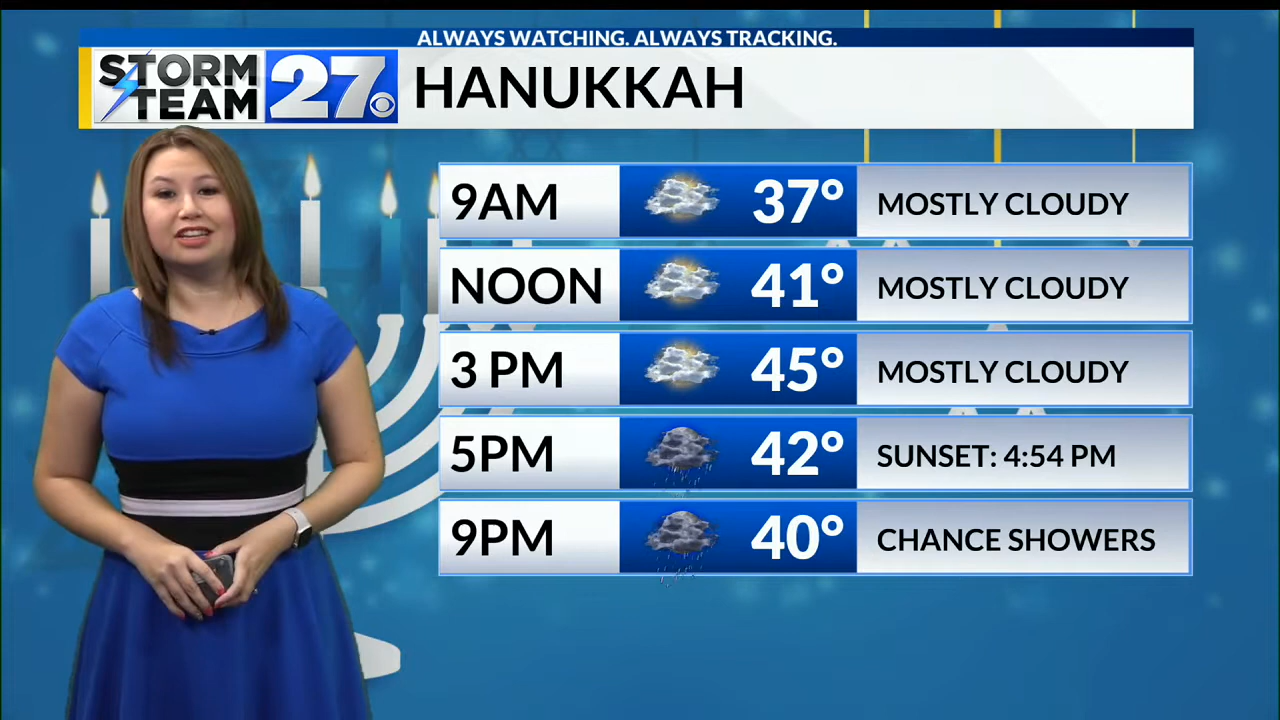 ALWAYS WATCHING. ALWAYS TRACKING.
STORM
TEAM
27
HANUKKAH
9AM 37° MOSTLY CLOUDY
NOON 41° MOSTLY CLOUDY
3 PM 45° MOSTLY CLOUDY
5PM 42° SUNSET: 4:54 PM
9PM 40° CHANCE SHOWERS